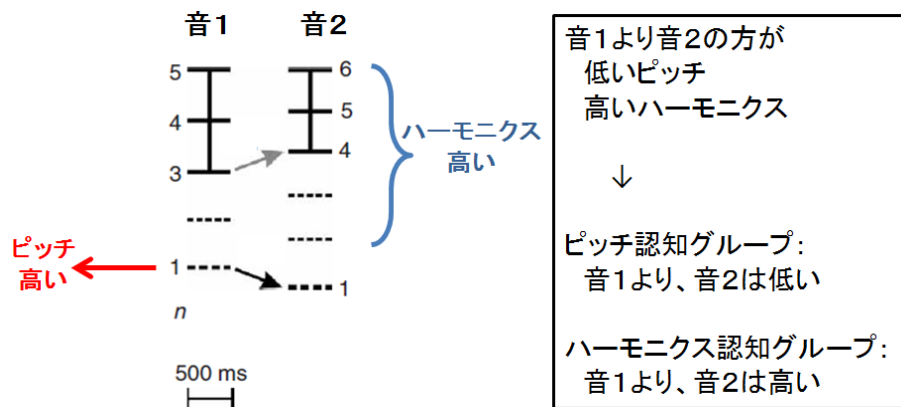 音1
音2
5
4
3
1
n
6
5
4
1
500 ms
ピッチ
高い
ハーモニクス
高い
音1より音2の方が
低いピッチ
高いハーモニクス
↓
ピッチ認知グループ:
音1より、音2は低い
ハーモニクス認知グループ:
音1より、音2は高い